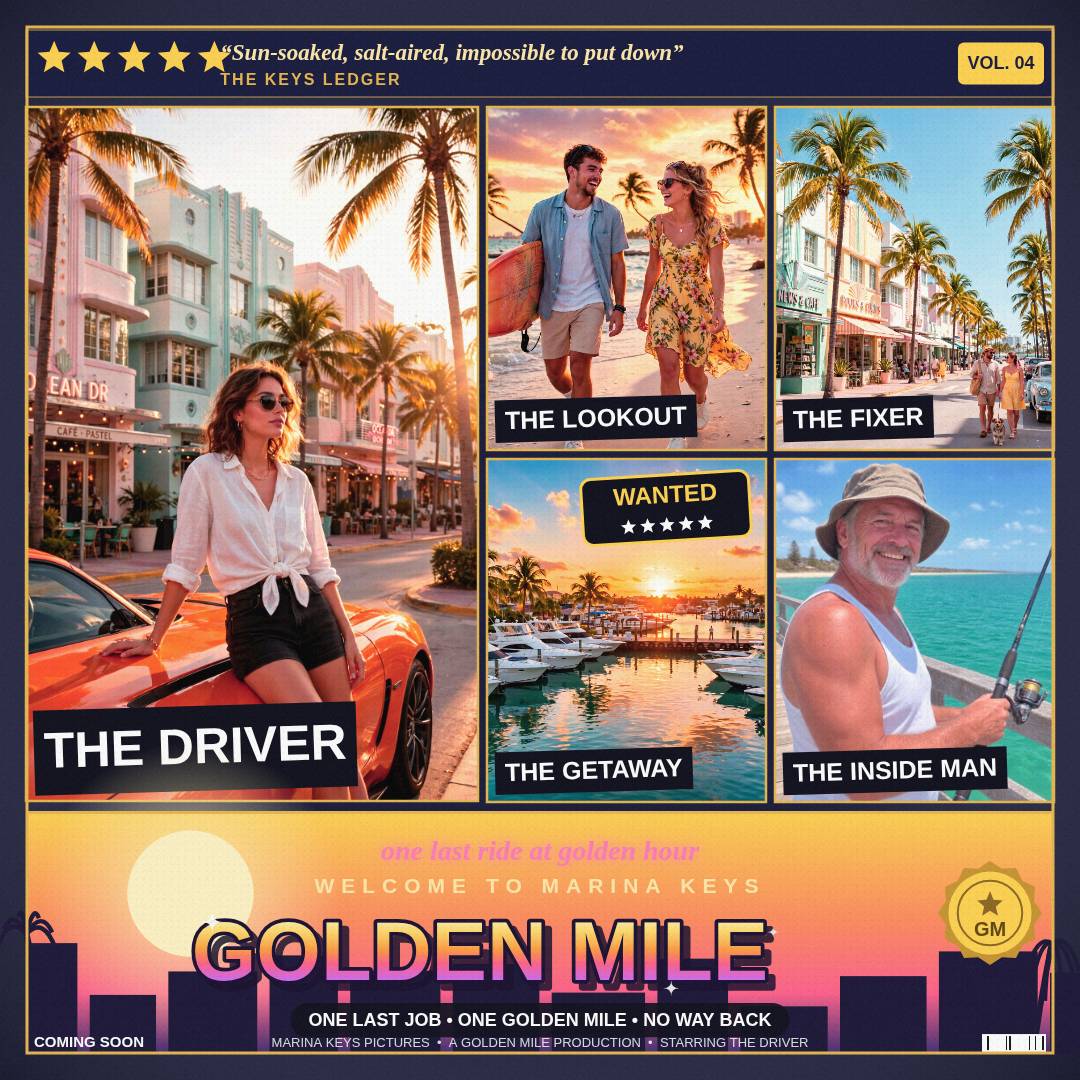 “Sun-soaked, salt-aired, impossible to put down”
THE KEYS LEDGER
VOL. 04
CAFE · PASTEL
THE DRIVER
THE LOOKOUT
NEWS & CAFE
THE FIXER
WANTED
THE GETAWAY
THE INSIDE MAN
one last ride at golden hour
WELCOME TO MARINA KEYS
GOLDEN MILE
GM
ONE LAST JOB • ONE GOLDEN MILE • NO WAY BACK
COMING SOON
MARINA KEYS PICTURES • A GOLDEN MILE PRODUCTION • STARRING THE DRIVER